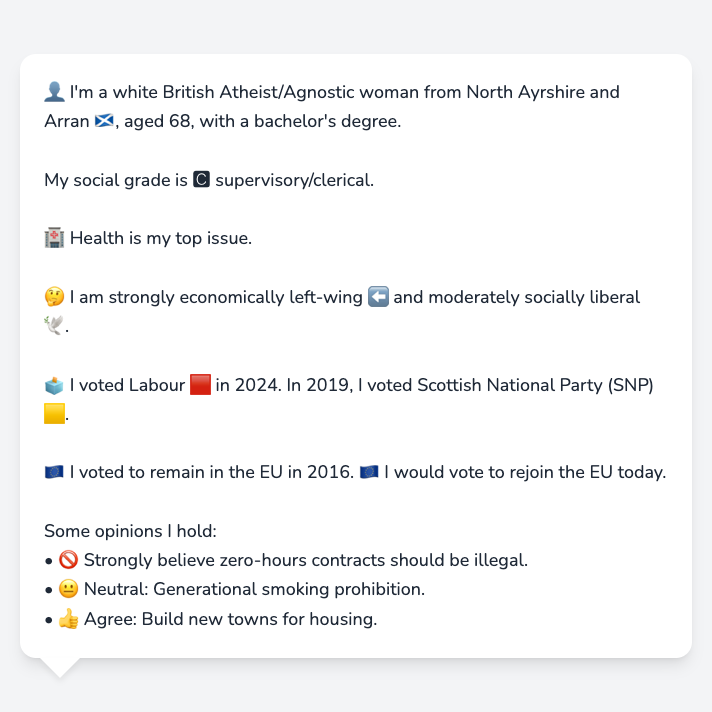 👤 I'm a white British Atheist/Agnostic woman from North Ayrshire and
Arran 🏴󠁧󠁢󠁳󠁣󠁴󠁿, aged 68, with a bachelor's degree.
My social grade is 🅲 supervisory/clerical.
🏥 Health is my top issue.
🤔 I am strongly economically left-wing ⬅️ and moderately socially liberal
🕊️.
🗳️ I voted Labour 🟥 in 2024. In 2019, I voted Scottish National Party (SNP)
🟨.
🇪🇺 I voted to remain in the EU in 2016. 🇪🇺 I would vote to rejoin the EU today.
Some opinions I hold:
• 🚫 Strongly believe zero-hours contracts should be illegal.
• 😐 Neutral: Generational smoking prohibition.
• 👍 Agree: Build new towns for housing.